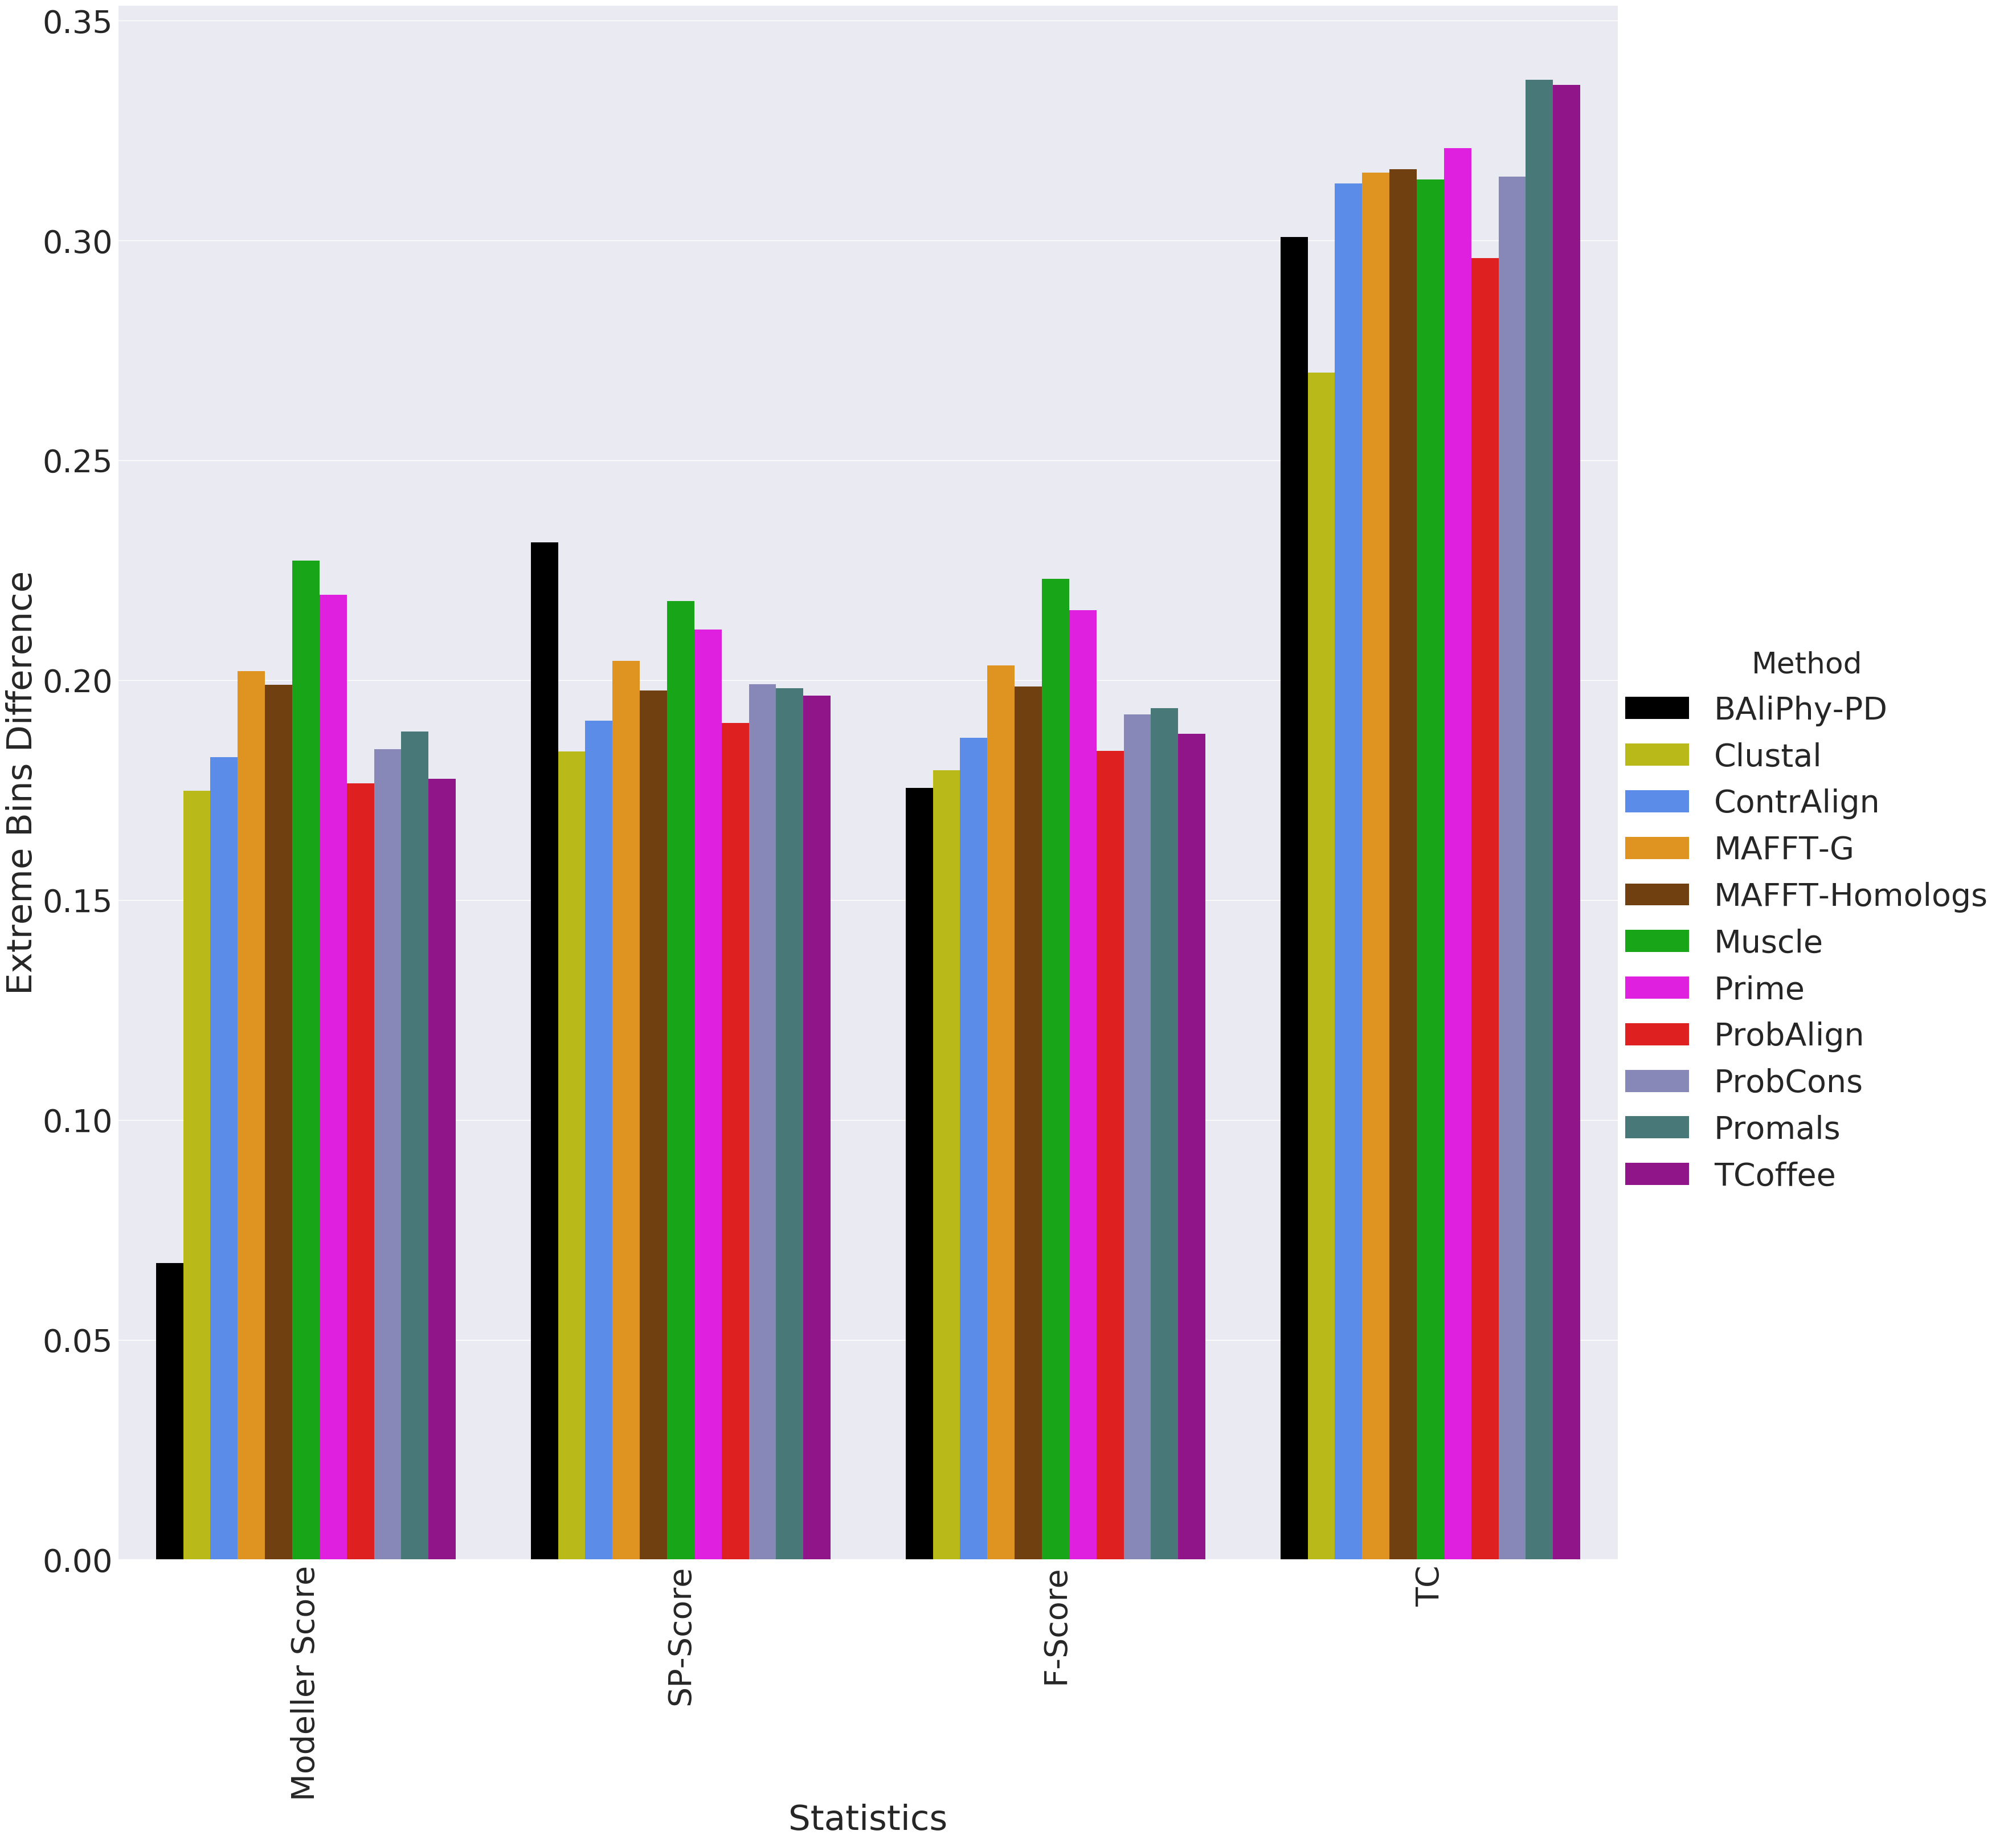 0.35
0.30
0.25
0.20
0.15
0.10
0.05
0.00
Extreme Bins Difference
Modeller Score
SP-Score
F-Score
TC
Statistics
Method
BAliPhy-PD
Clustal
ContrAlign
MAFFT-G
MAFFT-Homologs
Muscle
Prime
ProbAlign
ProbCons
Promals
TCoffee